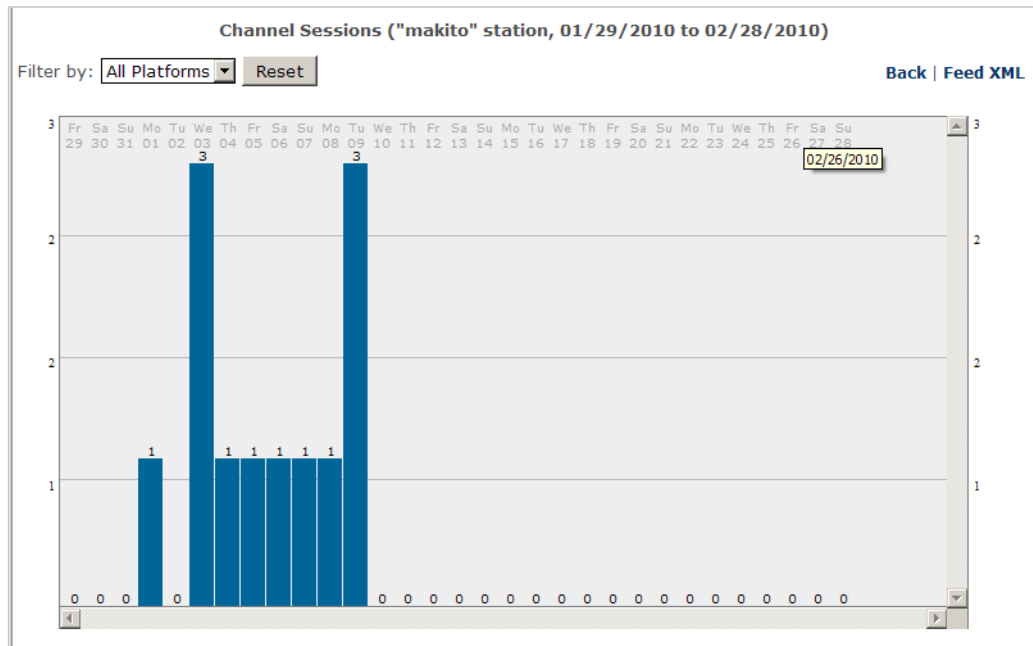 Channel Sessions ("makito" station, 01/29/2010 to 02/28/2010)
Filter by: All Platforms Reset Back | Feed XML
3 Fr Sa Su Mo Tu We Th Fr Sa Su Mo Tu We Th Fr Sa Su Mo Tu We Th Fr Sa Su Mo Tu We Th Fr Sa Su 3
29 30 31 01 02 03 04 05 06 07 08 09 10 11 12 13 14 15 16 17 18 19 20 21 22 23 24 25 26 27 28
3 3 02/26/2010
2 2
2 2
1 1 1 1 1 1
1 1
0 0 0 0 0 0 0 0 0 0 0 0 0 0 0 0 0 0 0 0 0 0 0